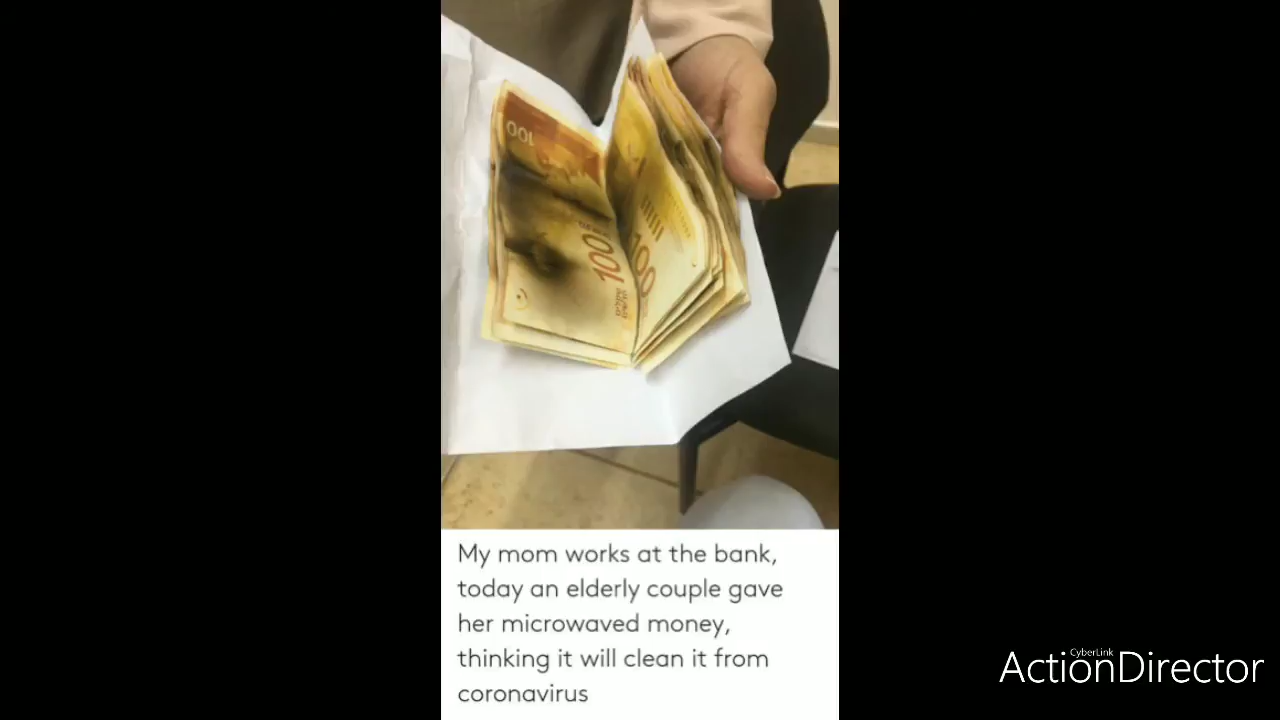 100
100
100
My mom works at the bank,
today an elderly couple gave
her microwaved money,
thinking it will clean it from
coronavirus
CyberLink
ActionDirector